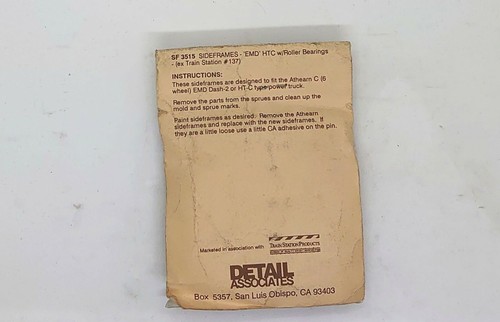 SF 3515 SIDEFRAMES - 'EMD' HTC w/Roller Bearings
- (ex Train Station #137)
INSTRUCTIONS:
These sideframes are designed to fit the Athearn C (6
wheel) EMD Dash-2 or HT-C type power truck.
Remove the parts from the sprues and clean up the
mold and sprue marks.
Paint sideframes as desired. Remove the Athearn
sideframes and replace with the new sideframes. If
they are a little loose use a little CA adhesive on the pin.
Marketed in association with
TRAIN STATION PRODUCTS
DETAIL
ASSOCIATES
Box 5357, San Luis Obispo, CA 93403